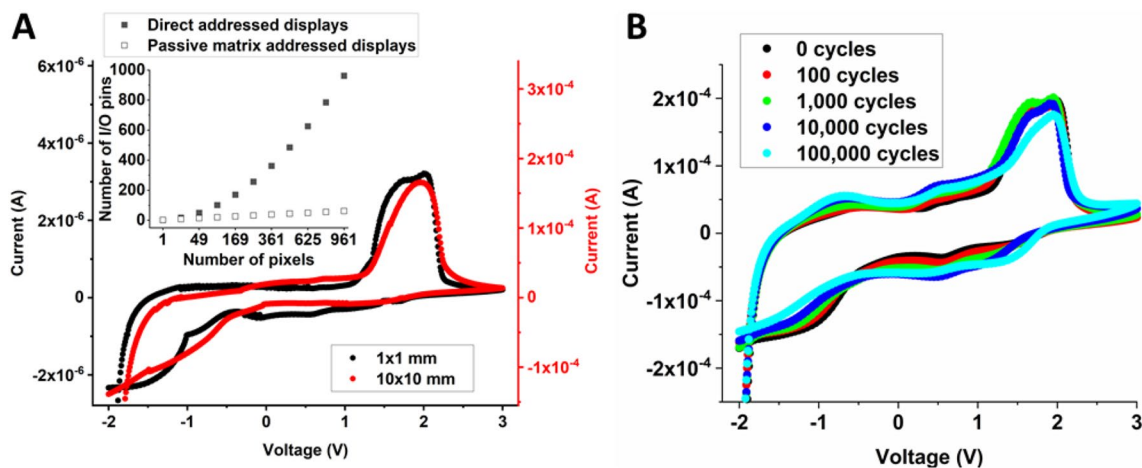 A
Direct addressed displays
Passive matrix addressed displays
Number of I/O pins
1000
800
600
400
200
0
1 49 169 361 625 961
Number of pixels
Current (A)
6x10⁻⁶
4x10⁻⁶
2x10⁻⁶
0
-2x10⁻⁶
3x10⁻⁴
2x10⁻⁴
1x10⁻⁴
0
-1x10⁻⁴
Current (A)
1x1 mm
10x10 mm
-2 -1 0 1 2 3
Voltage (V)
B
0 cycles
100 cycles
1,000 cycles
10,000 cycles
100,000 cycles
Current (A)
2x10⁻⁴
1x10⁻⁴
0
-1x10⁻⁴
-2x10⁻⁴
-2 -1 0 1 2 3
Voltage (V)